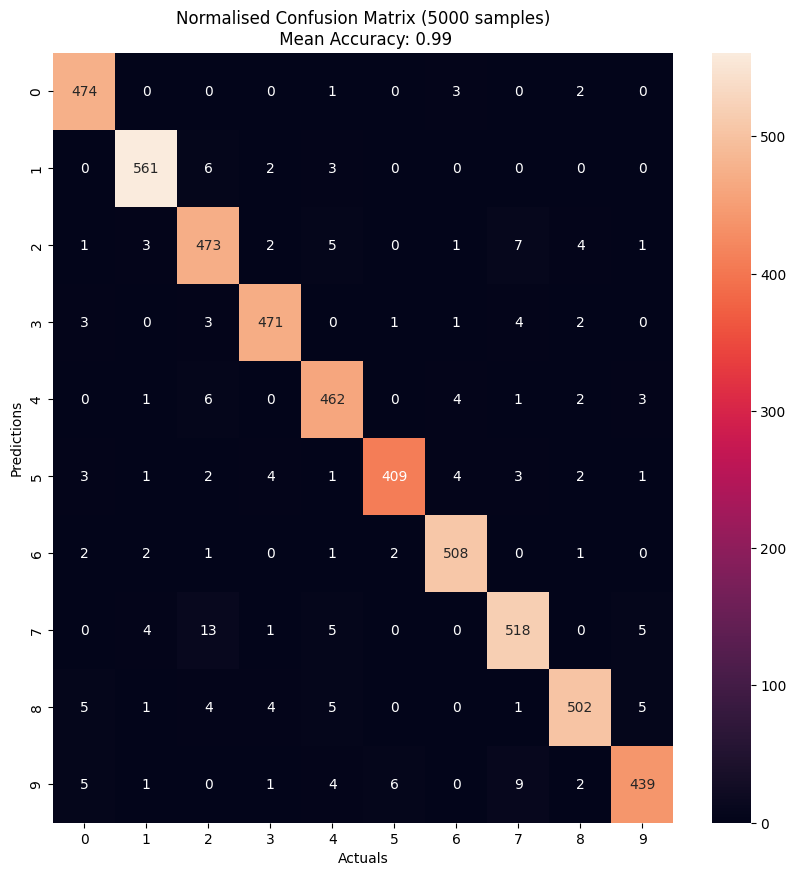 Normalised Confusion Matrix (5000 samples)
Mean Accuracy: 0.99
0 474 0 0 0 1 0 3 0 2 0
1 0 561 6 2 3 0 0 0 0 0
2 1 3 473 2 5 0 1 7 4 1
3 3 0 3 471 0 1 1 4 2 0
4 0 1 6 0 462 0 4 1 2 3
5 3 1 2 4 1 409 4 3 2 1
6 2 2 1 0 1 2 508 0 1 0
7 0 4 13 1 5 0 0 518 0 5
8 5 1 4 4 5 0 0 1 502 5
9 5 1 0 1 4 6 0 9 2 439
0 1 2 3 4 5 6 7 8 9
Predictions
Actuals
500
400
300
200
100
0